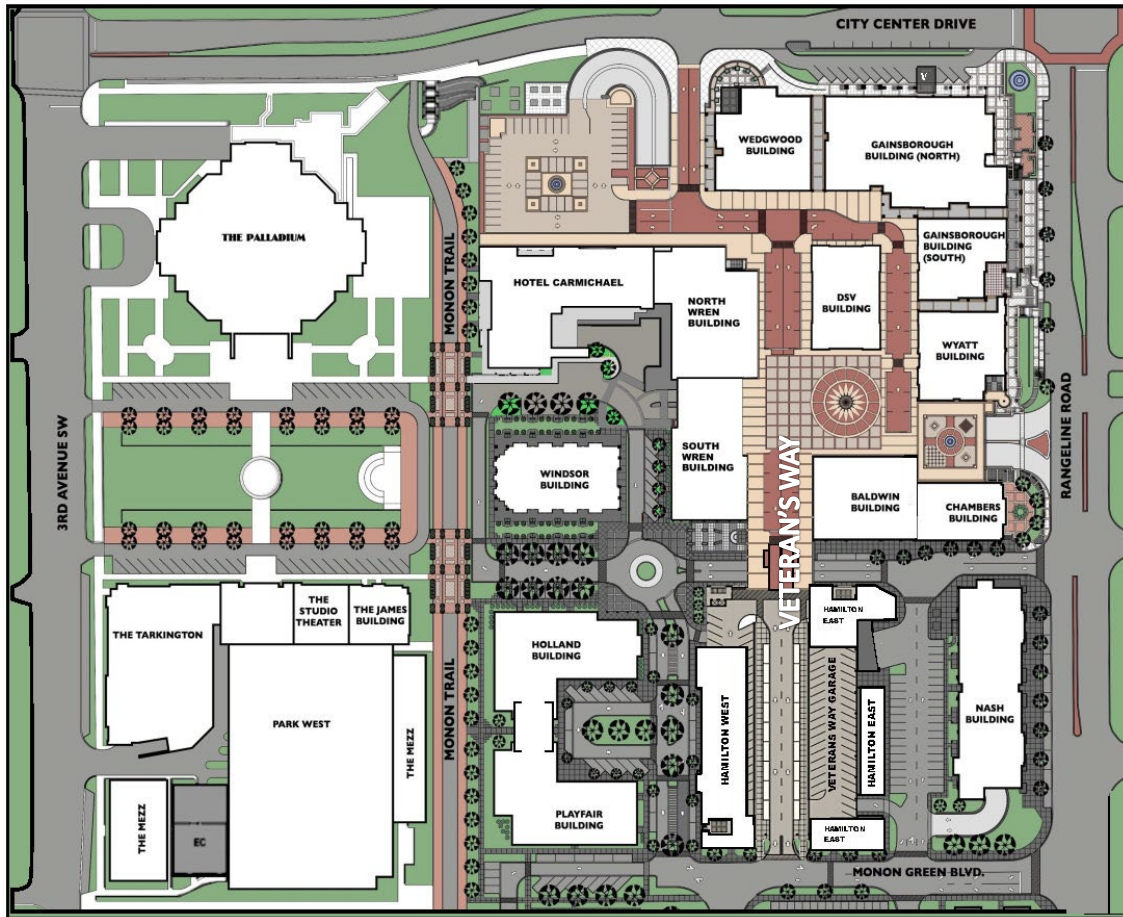 CITY CENTER DRIVE
V
WEDGWOOD
BUILDING
GAINSBOROUGH
BUILDING (NORTH)
THE PALLADIUM
MONON TRAIL
GAINSBOROUGH
BUILDING
(SOUTH)
HOTEL CARMICHAEL
NORTH
WREN
BUILDING
DSV
BUILDING
WYATT
BUILDING
RANGELINE ROAD
3RD AVENUE SW
WINDSOR
BUILDING
SOUTH
WREN
BUILDING
VETERAN'S WAY
BALDWIN
BUILDING
CHAMBERS
BUILDING
THE TARKINGTON
THE
STUDIO
THEATER
THE JAMES
BUILDING
HAMILTON
EAST
HOLLAND
BUILDING
PARK WEST
THE MEZZ
MONON TRAIL
HAMILTON WEST
VETERANS WAY GARAGE
HAMILTON EAST
NASH
BUILDING
THE MEZZ
EC
PLAYFAIR
BUILDING
HAMILTON
EAST
MONON GREEN BLVD.